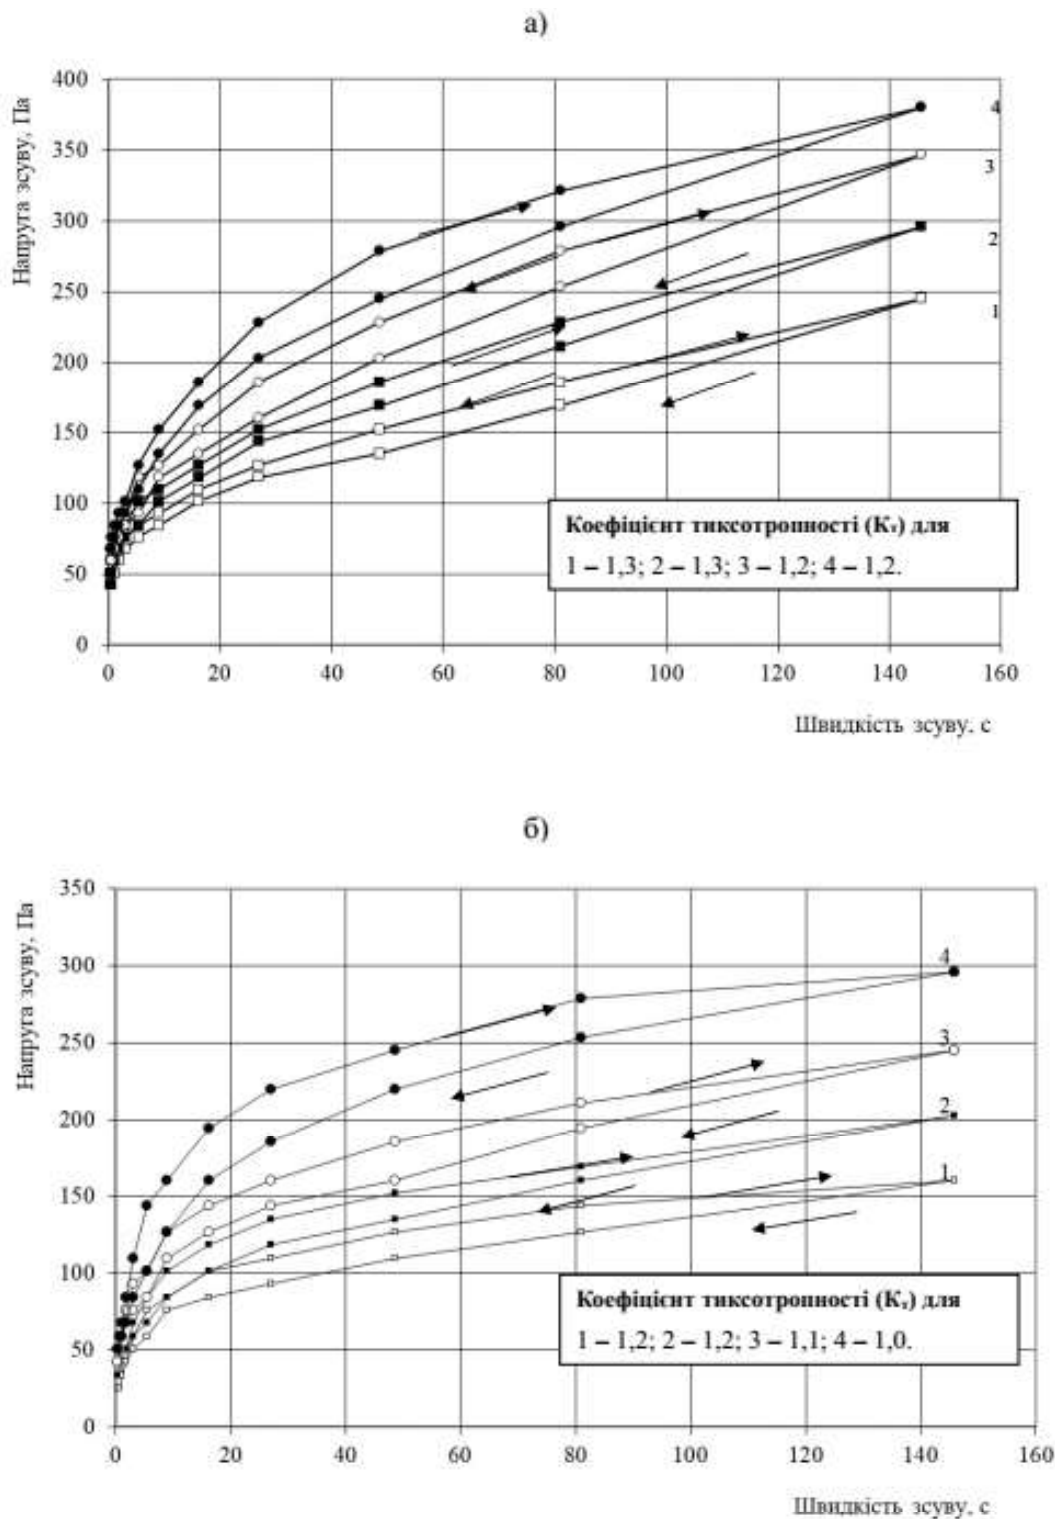 а)
Напруга зсуву, Па
400
350
300
250
200
150
100
50
0
4
3
2
1
Коефіцієнт тиксотропності (Кт) для
1 – 1,3; 2 – 1,3; 3 – 1,2; 4 – 1,2.
0 20 40 60 80 100 120 140 160
Швидкість зсуву, с
б)
Напруга зсуву, Па
350
300
250
200
150
100
50
0
4
3
2
1
Коефіцієнт тиксотропності (Кт) для
1 – 1,2; 2 – 1,2; 3 – 1,1; 4 – 1,0.
0 20 40 60 80 100 120 140 160
Швидкість зсуву, с